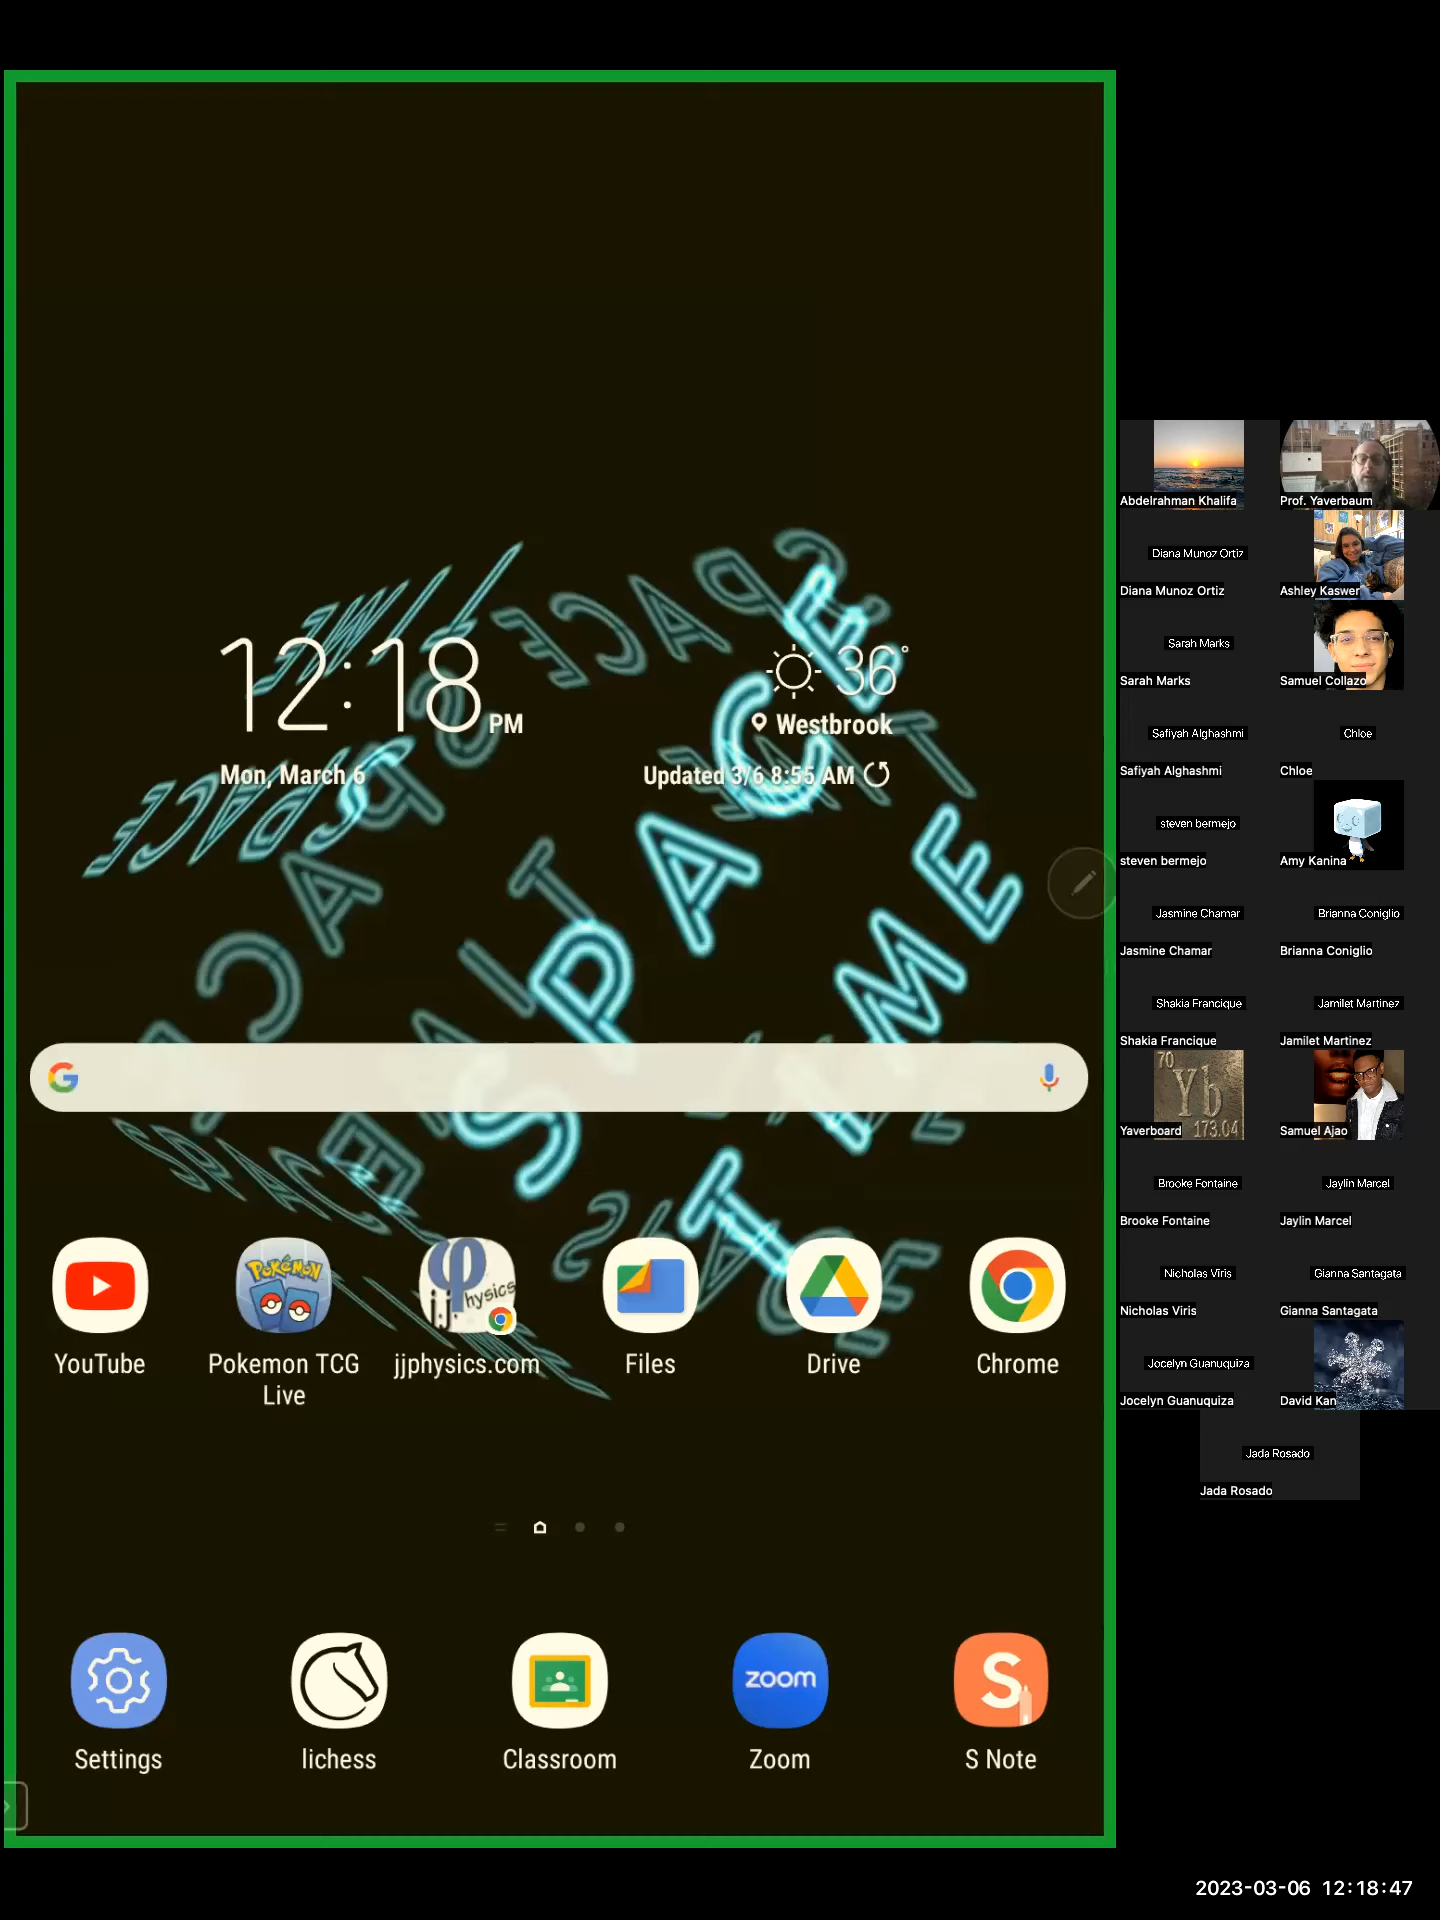 12:18 PM
Mon, March 6
36°
Westbrook
Updated 3/6 8:55 AM
SPACE
TIME
SPACE
TIME
SPACE
G
YouTube
Pokémon
Pokemon TCG
Live
φ
jj
hysics
jjphysics.com
Files
Drive
Chrome
Settings
lichess
Classroom
zoom
Zoom
S
S Note
Abdelrahman Khalifa
Prof. Yaverbaum
Diana Munoz Ortiz
Diana Munoz Ortiz
Ashley Kaswer
Sarah Marks
Sarah Marks
Samuel Collazo
Safiyah Alghashmi
Safiyah Alghashmi
Chloe
Chloe
steven bermejo
steven bermejo
Amy Kanina
Jasmine Chamar
Jasmine Chamar
Brianna Coniglio
Brianna Coniglio
Shakia Francique
Shakia Francique
Jamilet Martinez
Jamilet Martinez
70
Yb
173.04
Yaverboard
Samuel Ajao
Brooke Fontaine
Brooke Fontaine
Jaylin Marcel
Jaylin Marcel
Nicholas Viris
Nicholas Viris
Gianna Santagata
Gianna Santagata
Jocelyn Guanuquiza
Jocelyn Guanuquiza
David Kan
Jada Rosado
Jada Rosado
2023-03-06 12:18:47